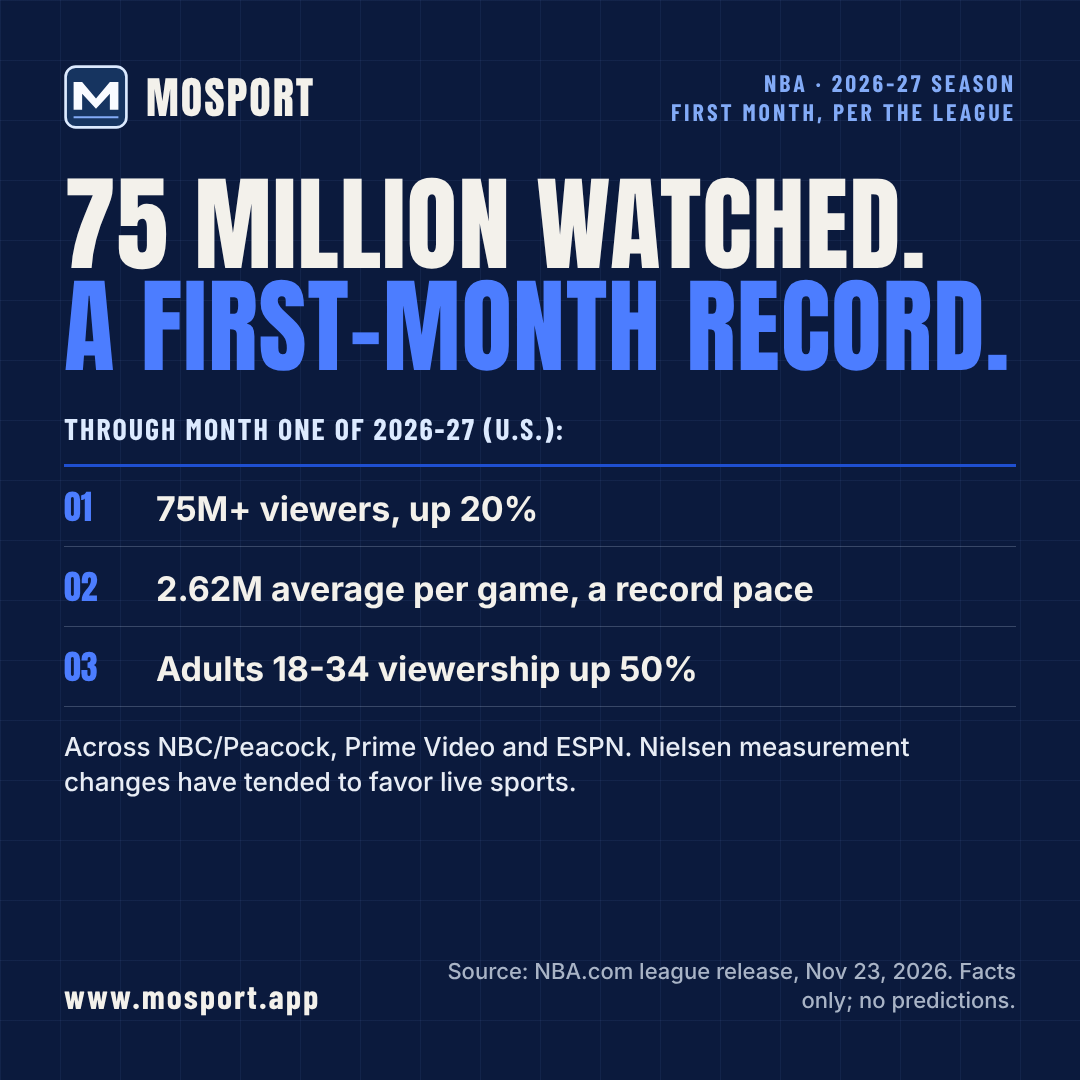 M
MOSPORT
NBA · 2026-27 SEASON
FIRST MONTH, PER THE LEAGUE
75 MILLION WATCHED.
A FIRST-MONTH RECORD.
THROUGH MONTH ONE OF 2026-27 (U.S.):
01 75M+ viewers, up 20%
02 2.62M average per game, a record pace
03 Adults 18-34 viewership up 50%
Across NBC/Peacock, Prime Video and ESPN. Nielsen measurement
changes have tended to favor live sports.
www.mosport.app
Source: NBA.com league release, Nov 23, 2026. Facts
only; no predictions.